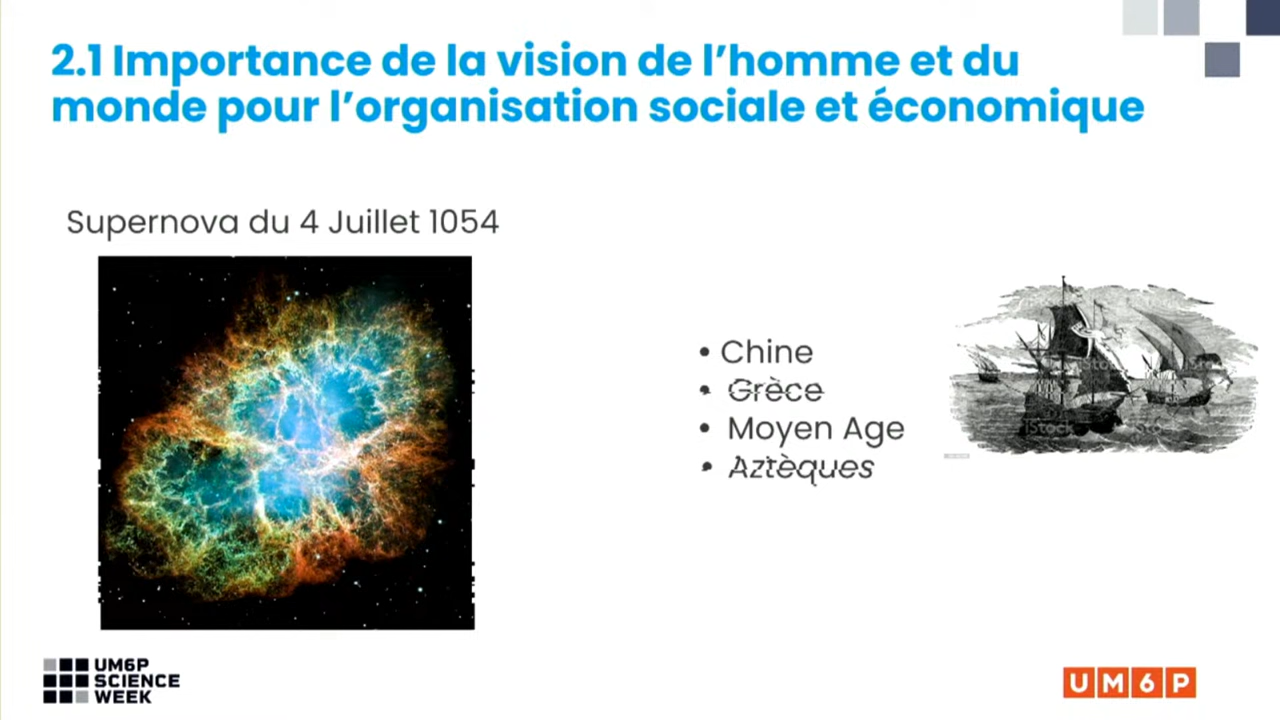 2.1 Importance de la vision de l’homme et du
monde pour l’organisation sociale et économique
Supernova du 4 Juillet 1054
• Chine
• Grèce
• Moyen Age
• Aztèques
iStock
UM6P
SCIENCE
WEEK
UM6P